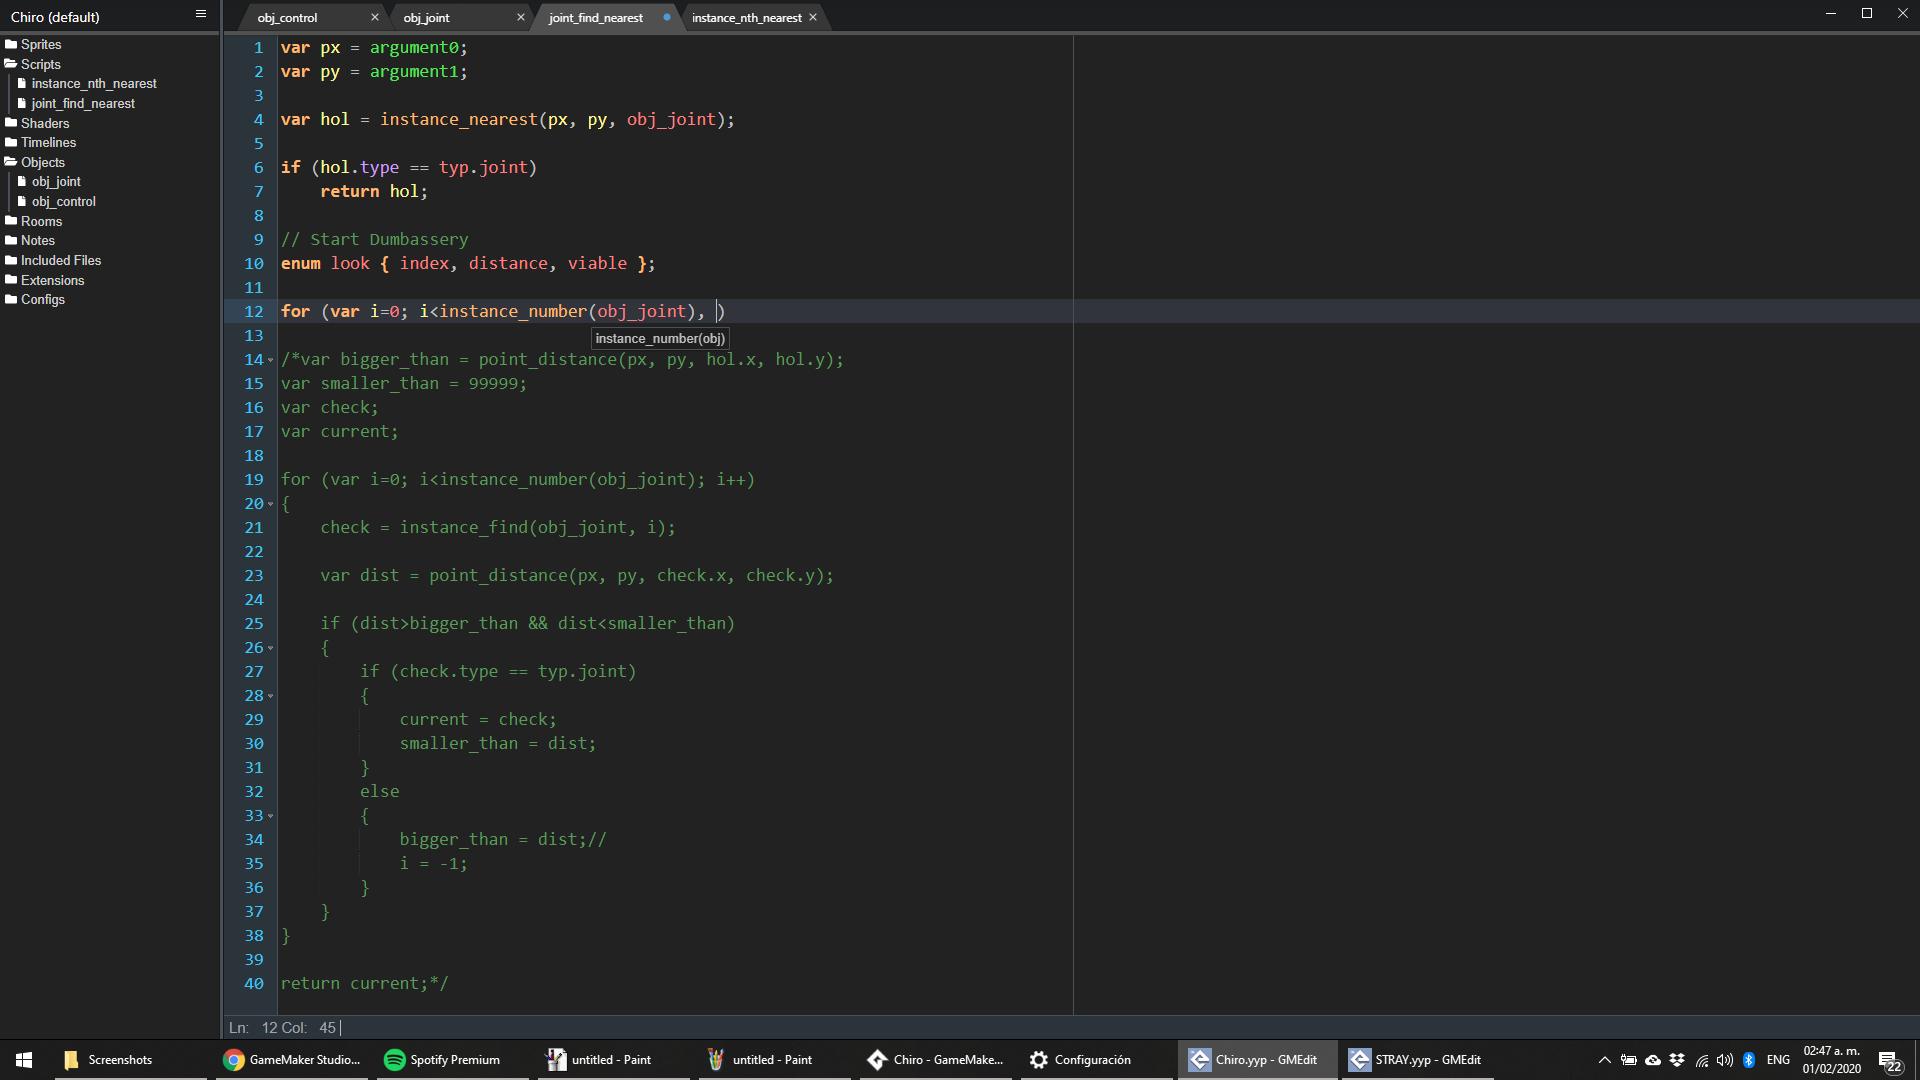 Chiro (default)
obj_control
obj_joint
joint_find_nearest
instance_nth_nearest
Sprites
Scripts
instance_nth_nearest
joint_find_nearest
Shaders
Timelines
Objects
obj_joint
obj_control
Rooms
Notes
Included Files
Extensions
Configs
1 var px = argument0;
2 var py = argument1;
3
4 var hol = instance_nearest(px, py, obj_joint);
5
6 if (hol.type == typ.joint)
7 return hol;
8
9 // Start Dumbassery
10 enum look { index, distance, viable };
11
12 for (var i=0; i<instance_number(obj_joint), )
instance_number(obj)
13
14 /*var bigger_than = point_distance(px, py, hol.x, hol.y);
15 var smaller_than = 99999;
16 var check;
17 var current;
18
19 for (var i=0; i<instance_number(obj_joint); i++)
20 {
21 check = instance_find(obj_joint, i);
22
23 var dist = point_distance(px, py, check.x, check.y);
24
25 if (dist>bigger_than && dist<smaller_than)
26 {
27 if (check.type == typ.joint)
28 {
29 current = check;
30 smaller_than = dist;
31 }
32 else
33 {
34 bigger_than = dist;//
35 i = -1;
36 }
37 }
38 }
39
40 return current;*/
Ln: 12 Col: 45
Screenshots
GameMaker Studio...
Spotify Premium
untitled - Paint
untitled - Paint
Chiro - GameMake...
Configuración
Chiro.yyp - GMEdit
STRAY.yyp - GMEdit
ENG
02:47 a. m.
01/02/2020
22